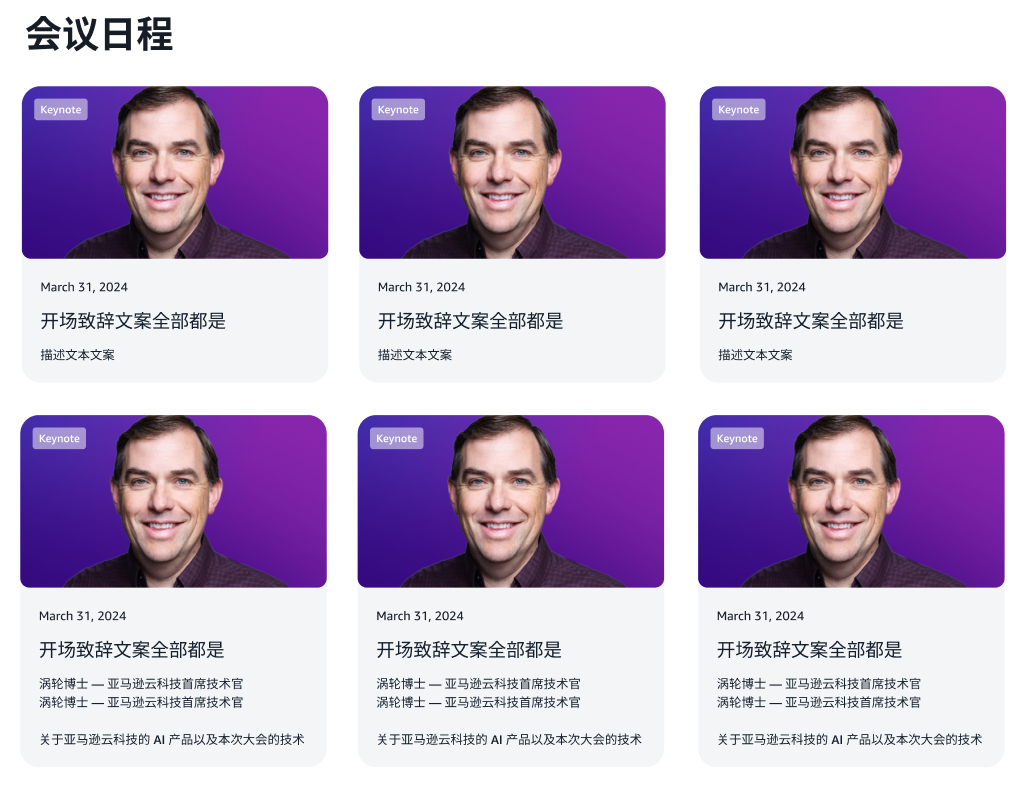 会议日程
Keynote
Keynote
Keynote
March 31, 2024
March 31, 2024
March 31, 2024
开场致辞文案全部都是
开场致辞文案全部都是
开场致辞文案全部都是
描述文本文案
描述文本文案
描述文本文案
Keynote
Keynote
Keynote
March 31, 2024
March 31, 2024
March 31, 2024
开场致辞文案全部都是
开场致辞文案全部都是
开场致辞文案全部都是
涡轮博士 — 亚马逊云科技首席技术官
涡轮博士 — 亚马逊云科技首席技术官
涡轮博士 — 亚马逊云科技首席技术官
涡轮博士 — 亚马逊云科技首席技术官
涡轮博士 — 亚马逊云科技首席技术官
涡轮博士 — 亚马逊云科技首席技术官
关于亚马逊云科技的 AI 产品以及本次大会的技术
关于亚马逊云科技的 AI 产品以及本次大会的技术
关于亚马逊云科技的 AI 产品以及本次大会的技术